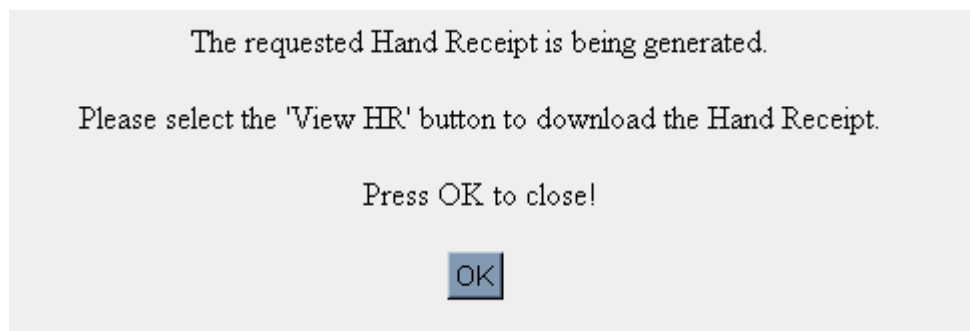 The requested Hand Receipt is being generated.
Please select the 'View HR' button to download the Hand Receipt.
Press OK to close!
OK